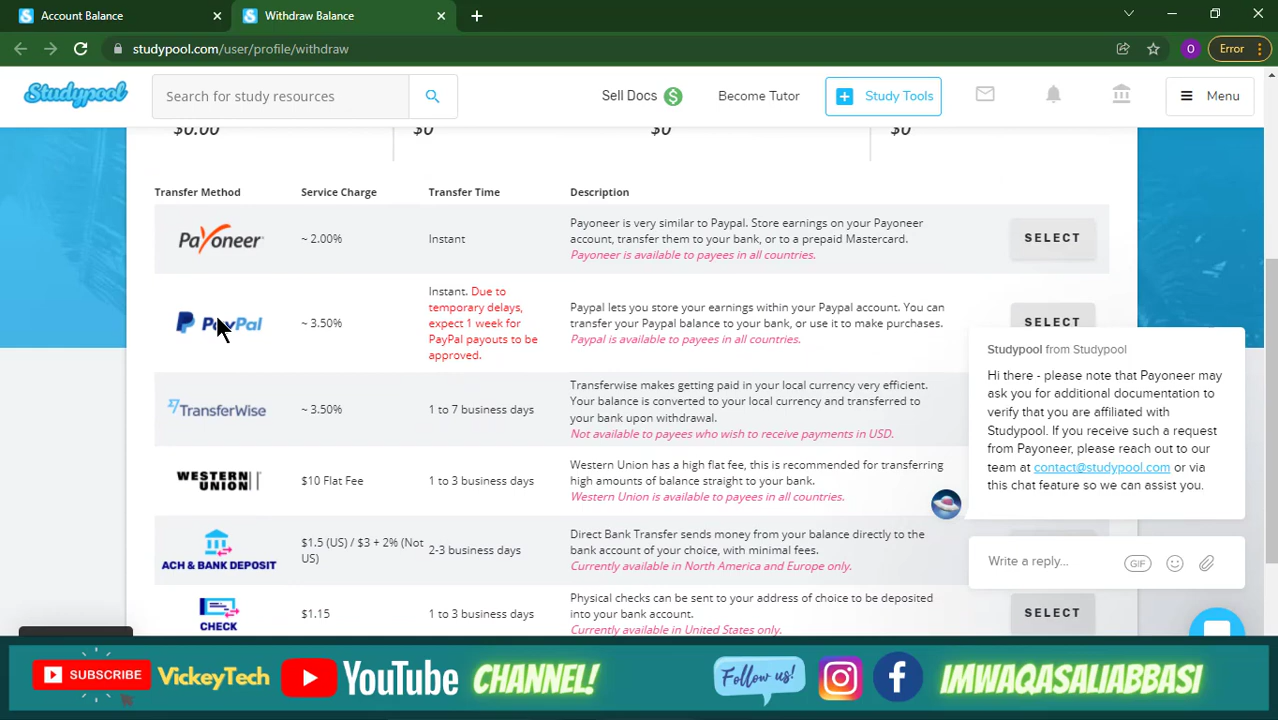 Account Balance
Withdraw Balance
studypool.com/user/profile/withdraw
O
Error
Studypool
Search for study resources
Sell Docs $
Become Tutor
Study Tools
Menu
$0.00 $0 $0 $0
Transfer Method Service Charge Transfer Time Description
Payoneer
~ 2.00%
Instant
Payoneer is very similar to Paypal. Store earnings on your Payoneer
account, transfer them to your bank, or to a prepaid Mastercard.
Payoneer is available to payees in all countries.
SELECT
PayPal
~ 3.50%
Instant. Due to
temporary delays,
expect 1 week for
PayPal payouts to be
approved.
Paypal lets you store your earnings within your Paypal account. You can
transfer your Paypal balance to your bank, or use it to make purchases.
Paypal is available to payees in all countries.
SELECT
TransferWise
~ 3.50%
1 to 7 business days
Transferwise makes getting paid in your local currency very efficient.
Your balance is converted to your local currency and transferred to
your bank upon withdrawal.
Not available to payees who wish to receive payments in USD.
WESTERN
UNION
$10 Flat Fee
1 to 3 business days
Western Union has a high flat fee, this is recommended for transferring
high amounts of balance straight to your bank.
Western Union is available to payees in all countries.
ACH & BANK DEPOSIT
$1.5 (US) / $3 + 2% (Not
US)
2-3 business days
Direct Bank Transfer sends money from your balance directly to the
bank account of your choice, with minimal fees.
Currently available in North America and Europe only.
CHECK
$1.15
1 to 3 business days
Physical checks can be sent to your address of choice to be deposited
into your bank account.
Currently available in United States only.
SELECT
Studypool from Studypool
Hi there - please note that Payoneer may
ask you for additional documentation to
verify that you are affiliated with
Studypool. If you receive such a request
from Payoneer, please reach out to our
team at contact@studypool.com or via
this chat feature so we can assist you.
Write a reply...
GIF
SUBSCRIBE
VickeyTech
YouTube
CHANNEL!
Follow us!
IMWAQASALIABBASI